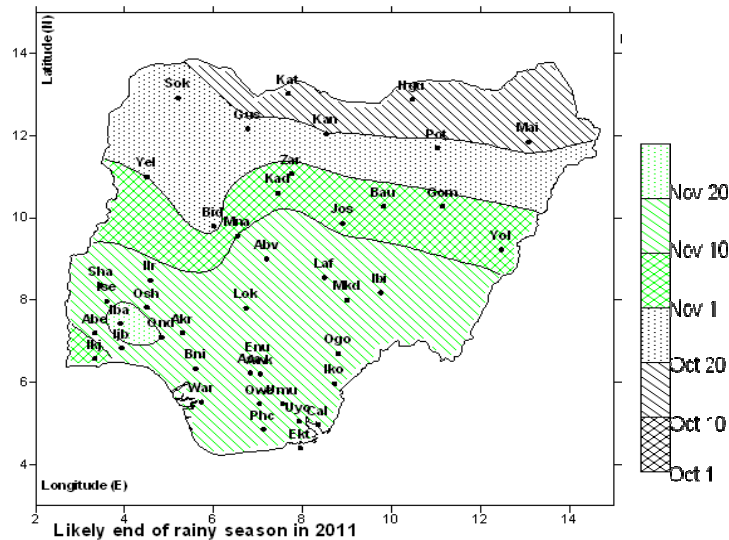 Latitude (N)
14
12
10
8
6
4
Kat
Ngu
Sok
Gus
Kan
Pot
Mai
Zar
Yel
Kad
Bau
Gom
Bid
Mna
Jos
Yol
Abv
Ilr
Laf
Ibi
Sha
Ise
Osh
Lok
Mkd
Iba
Abe
Ond
Akr
Ijb
Ikj
Enu
Ogo
Bni
Iko
War
Owe
Umu
Uyo
Cal
Phc
Ekt
Nov 20
Nov 10
Nov 1
Oct 20
Oct 10
Oct 1
Longitude (E)
2 4 6 8 10 12 14
Likely end of rainy season in 2011